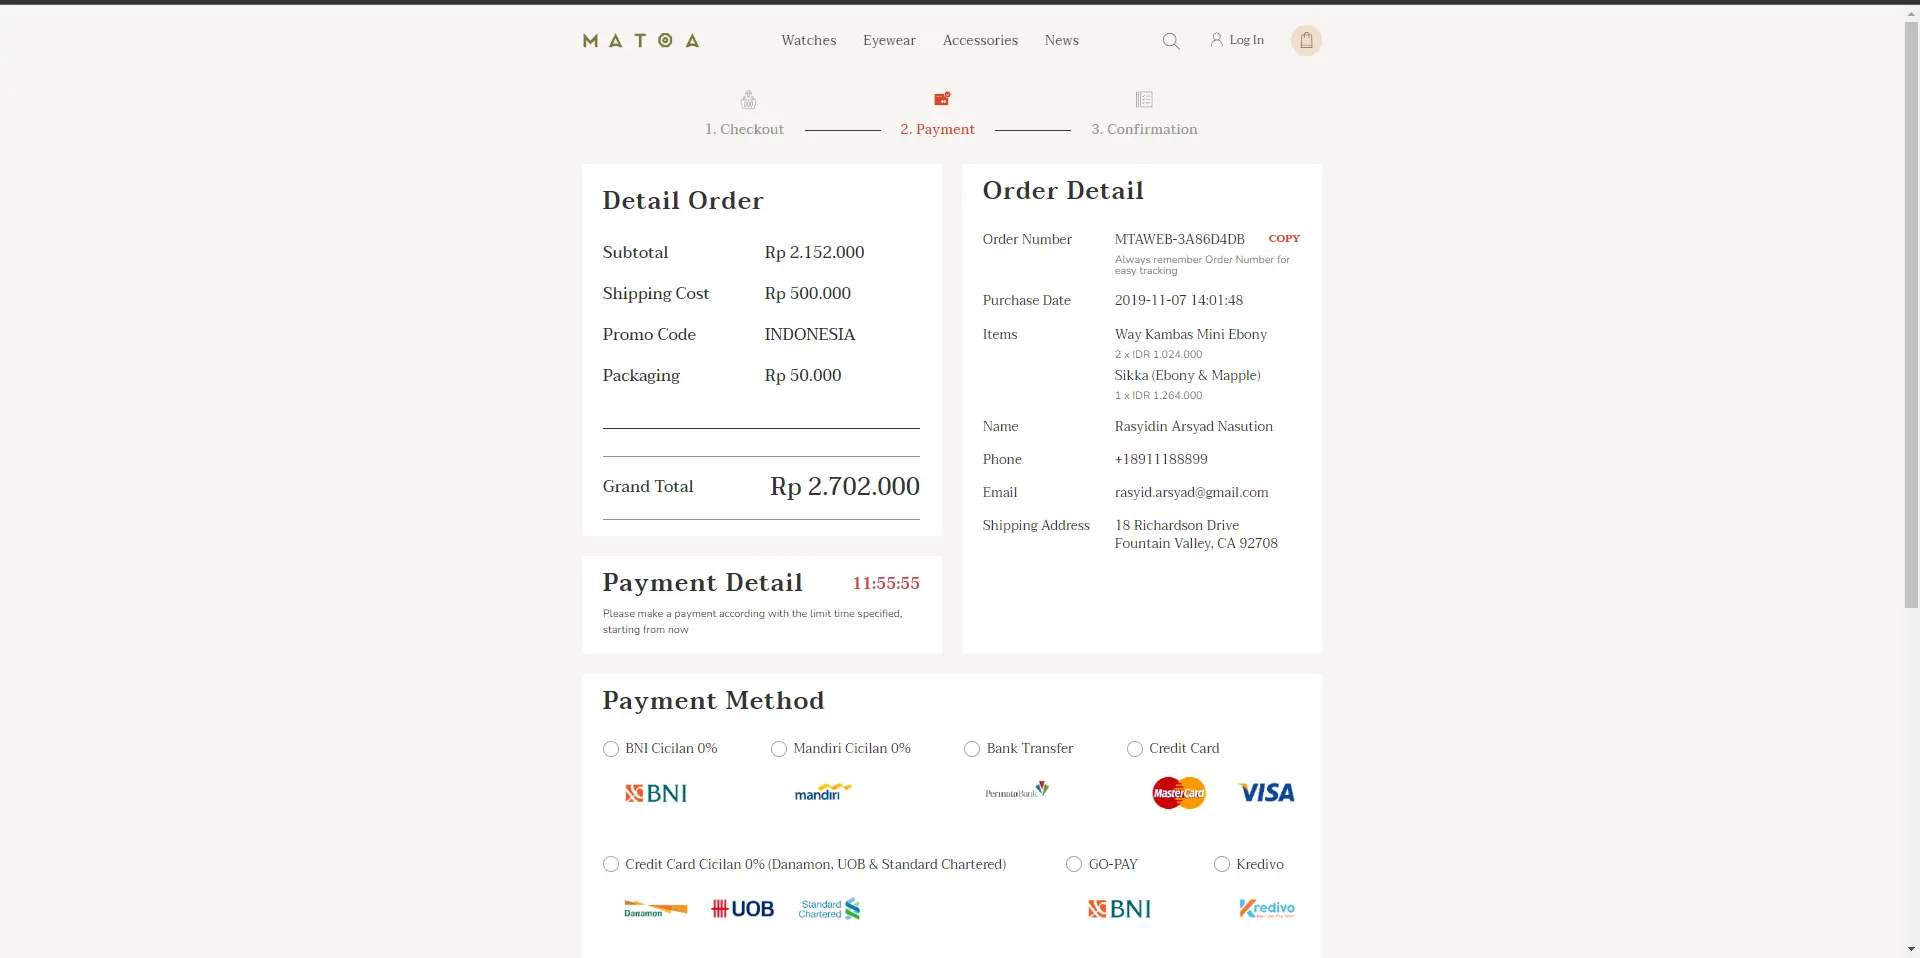 MATOA
Watches
Eyewear
Accessories
News
Log In
1. Checkout
2. Payment
3. Confirmation
Detail Order
Subtotal Rp 2.152.000
Shipping Cost Rp 500.000
Promo Code INDONESIA
Packaging Rp 50.000
Grand Total Rp 2.702.000
Payment Detail 11:55:55
Please make a payment according with the limit time specified,
starting from now
Order Detail
Order Number MTAWEB-3A86D4DB COPY
Always remember Order Number for
easy tracking
Purchase Date 2019-11-07 14:01:48
Items Way Kambas Mini Ebony
2 x IDR 1.024.000
Sikka (Ebony & Mapple)
1 x IDR 1.264.000
Name Rasyidin Arsyad Nasution
Phone +18911188899
Email rasyid.arsyad@gmail.com
Shipping Address 18 Richardson Drive
Fountain Valley, CA 92708
Payment Method
BNI Cicilan 0%
Mandiri Cicilan 0%
Bank Transfer
Credit Card
BNI
mandiri
PermataBank
MasterCard
VISA
Credit Card Cicilan 0% (Danamon, UOB & Standard Chartered)
GO-PAY
Kredivo
Danamon
UOB
Standard
Chartered
BNI
Kredivo